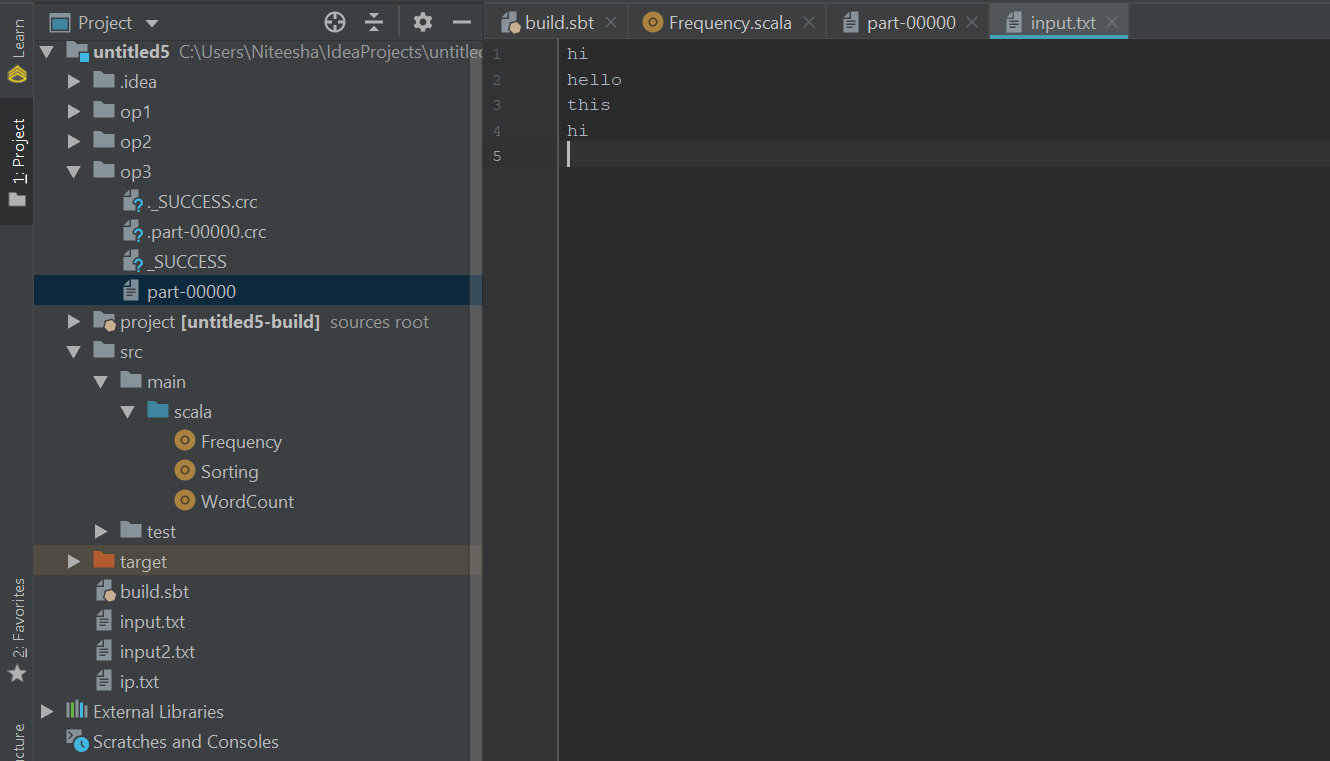 Learn
1: Project
2: Favorites
cture
Project
untitled5 C:\Users\Niteesha\IdeaProjects\untitle
.idea
op1
op2
op3
._SUCCESS.crc
.part-00000.crc
_SUCCESS
part-00000
project [untitled5-build] sources root
src
main
scala
Frequency
Sorting
WordCount
test
target
build.sbt
input.txt
input2.txt
ip.txt
External Libraries
Scratches and Consoles
build.sbt Frequency.scala part-00000 input.txt
1 hi
2 hello
3 this
4 hi
5